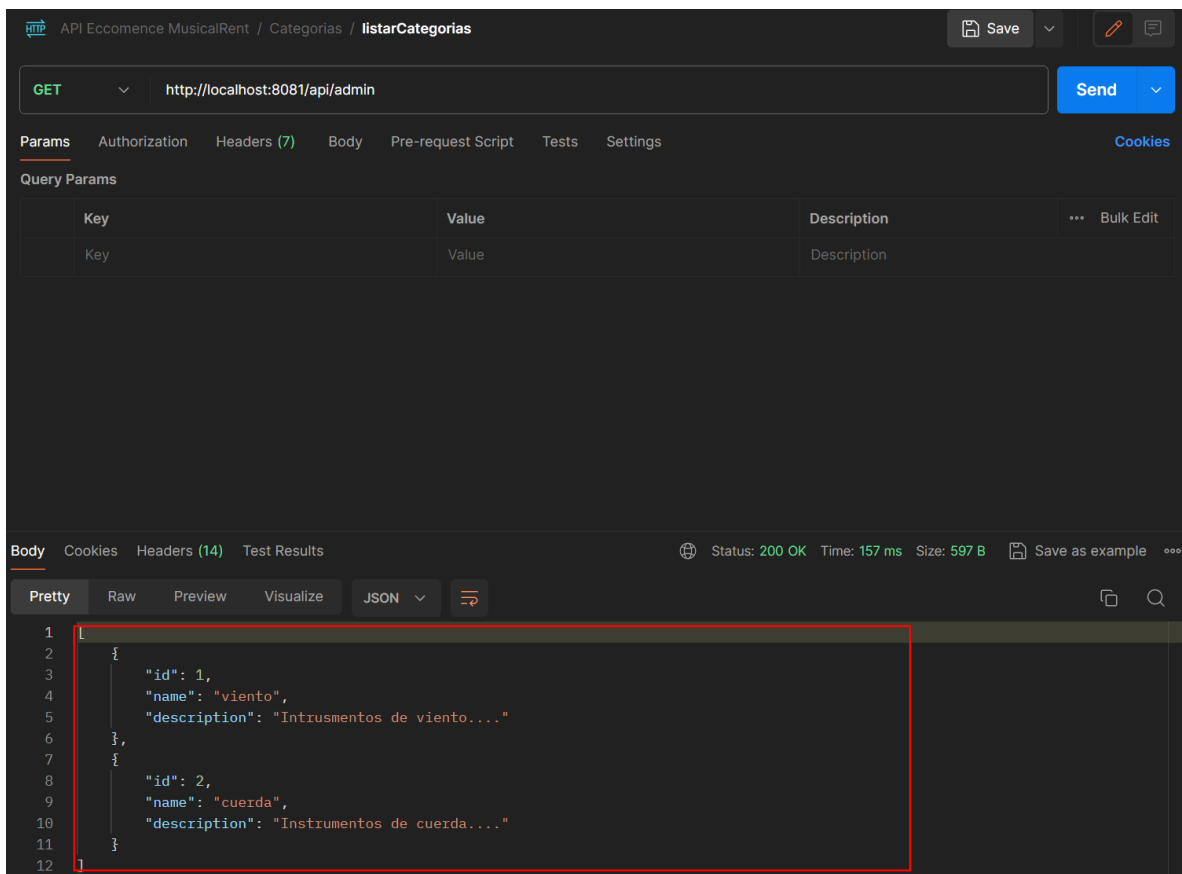 HTTP API Eccomence MusicalRent / Categorias / listarCategorias Save
GET http://localhost:8081/api/admin Send
Params Authorization Headers (7) Body Pre-request Script Tests Settings Cookies
Query Params
Key Value Description ••• Bulk Edit
Key Value Description
Body Cookies Headers (14) Test Results Status: 200 OK Time: 157 ms Size: 597 B Save as example
Pretty Raw Preview Visualize JSON
1 [
2 {
3 "id": 1,
4 "name": "viento",
5 "description": "Intrusmentos de viento...."
6 },
7 {
8 "id": 2,
9 "name": "cuerda",
10 "description": "Instrumentos de cuerda...."
11 }
12 ]